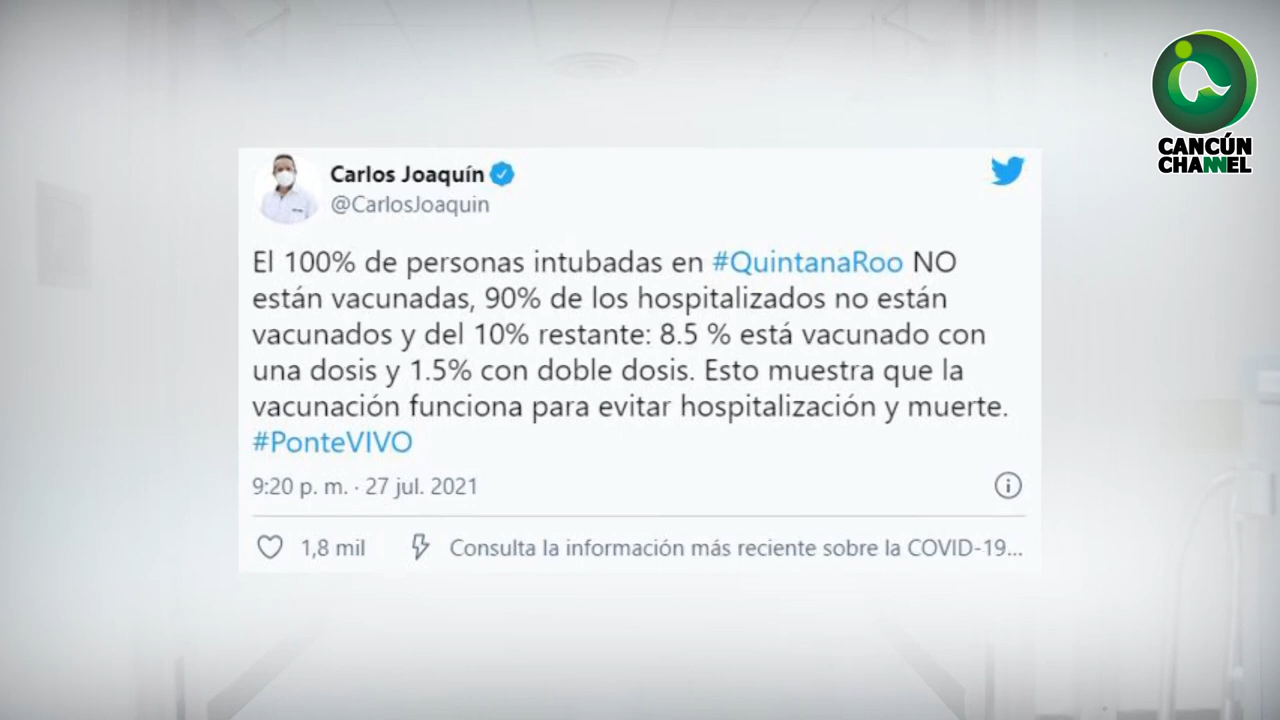 CANCÚN
CHANNEL
Carlos Joaquín
@CarlosJoaquin
El 100% de personas intubadas en #QuintanaRoo NO
están vacunadas, 90% de los hospitalizados no están
vacunados y del 10% restante: 8.5 % está vacunado con
una dosis y 1.5% con doble dosis. Esto muestra que la
vacunación funciona para evitar hospitalización y muerte.
#PonteVIVO
9:20 p. m. · 27 jul. 2021
1,8 mil Consulta la información más reciente sobre la COVID-19...